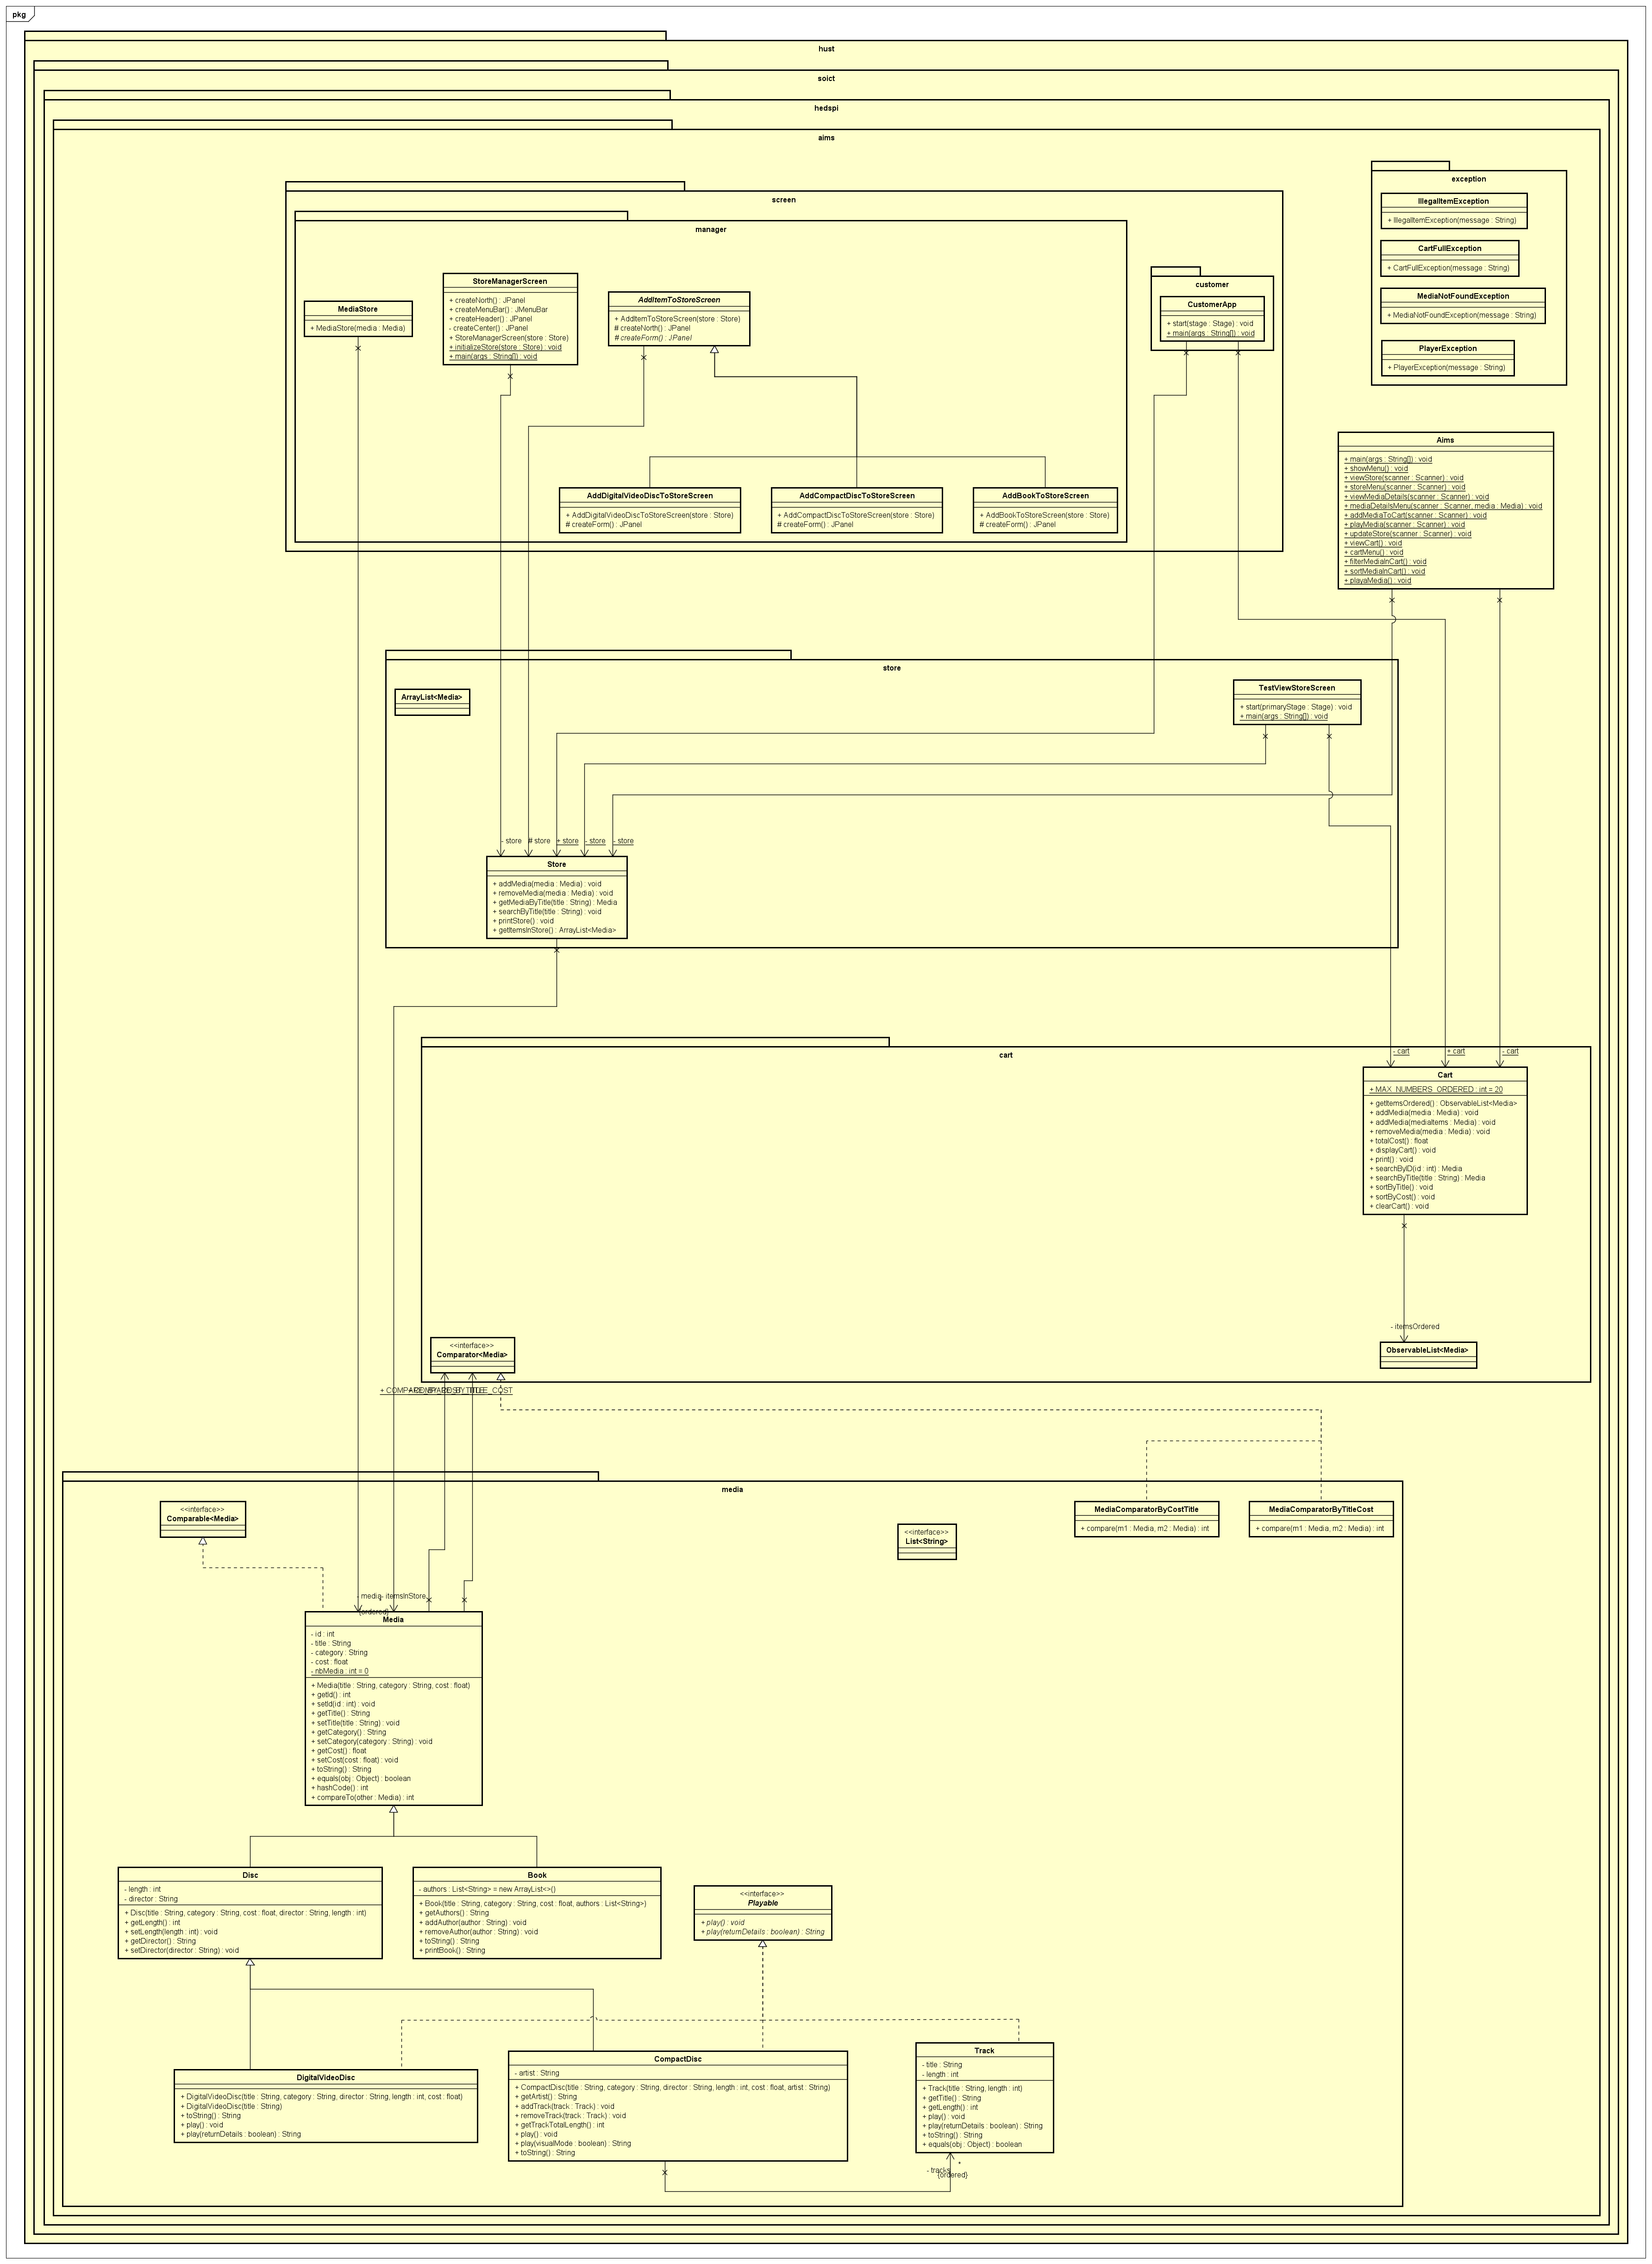 pkg
hust
soict
hedspi
aims
exception
IllegalItemException
+ IllegalItemException(message : String)
CartFullException
+ CartFullException(message : String)
MediaNotFoundException
+ MediaNotFoundException(message : String)
PlayerException
+ PlayerException(message : String)
screen
manager
MediaStore
+ MediaStore(media : Media)
StoreManagerScreen
+ createNorth() : JPanel
+ createMenuBar() : JMenuBar
+ createHeader() : JPanel
- createCenter() : JPanel
+ StoreManagerScreen(store : Store)
+ initializeStore(store : Store) : void
+ main(args : String[]) : void
AddItemToStoreScreen
+ AddItemToStoreScreen(store : Store)
# createNorth() : JPanel
# createForm() : JPanel
customer
CustomerApp
+ start(stage : Stage) : void
+ main(args : String[]) : void
AddDigitalVideoDiscToStoreScreen
+ AddDigitalVideoDiscToStoreScreen(store : Store)
# createForm() : JPanel
AddCompactDiscToStoreScreen
+ AddCompactDiscToStoreScreen(store : Store)
# createForm() : JPanel
AddBookToStoreScreen
+ AddBookToStoreScreen(store : Store)
# createForm() : JPanel
Aims
+ main(args : String[]) : void
+ showMenu() : void
+ viewStore(scanner : Scanner) : void
+ storeMenu(scanner : Scanner) : void
+ viewMediaDetails(scanner : Scanner) : void
+ mediaDetailsMenu(scanner : Scanner, media : Media) : void
+ addMediaToCart(scanner : Scanner) : void
+ playMedia(scanner : Scanner) : void
+ updateStore(scanner : Scanner) : void
+ viewCart() : void
+ cartMenu() : void
+ filterMediaInCart() : void
+ sortMediaInCart() : void
+ playaMedia() : void
store
ArrayList<Media>
TestViewStoreScreen
+ start(primaryStage : Stage) : void
+ main(args : String[]) : void
- store
# store
+ store
- store
- store
Store
+ addMedia(media : Media) : void
+ removeMedia(media : Media) : void
+ getMediaByTitle(title : String) : Media
+ searchByTitle(title : String) : void
+ printStore() : void
+ getItemsInStore() : ArrayList<Media>
cart
- cart
+ cart
- cart
Cart
+ MAX_NUMBERS_ORDERED : int = 20
+ getItemsOrdered() : ObservableList<Media>
+ addMedia(media : Media) : void
+ addMedia(mediaItems : Media) : void
+ removeMedia(media : Media) : void
+ totalCost() : float
+ displayCart() : void
+ print() : void
+ searchByID(id : int) : Media
+ searchByTitle(title : String) : Media
+ sortByTitle() : void
+ sortByCost() : void
+ clearCart() : void
- itemsOrdered
ObservableList<Media>
<<interface>>
Comparator<Media>
media
<<interface>>
Comparable<Media>
<<interface>>
List<String>
MediaComparatorByCostTitle
+ compare(m1 : Media, m2 : Media) : int
MediaComparatorByTitleCost
+ compare(m1 : Media, m2 : Media) : int
- media
- itemsInStore
{ordered}
Media
- id : int
- title : String
- category : String
- cost : float
- nbMedia : int = 0
+ Media(title : String, category : String, cost : float)
+ getId() : int
+ setId(id : int) : void
+ getTitle() : String
+ setTitle(title : String) : void
+ getCategory() : String
+ setCategory(category : String) : void
+ getCost() : float
+ setCost(cost : float) : void
+ toString() : String
+ equals(obj : Object) : boolean
+ hashCode() : int
+ compareTo(other : Media) : int
Disc
- length : int
- director : String
+ Disc(title : String, category : String, cost : float, director : String, length : int)
+ getLength() : int
+ setLength(length : int) : void
+ getDirector() : String
+ setDirector(director : String) : void
Book
- authors : List<String> = new ArrayList<>()
+ Book(title : String, category : String, cost : float, authors : List<String>)
+ getAuthors() : String
+ addAuthor(author : String) : void
+ removeAuthor(author : String) : void
+ toString() : String
+ printBook() : String
<<interface>>
Playable
+ play() : void
+ play(returnDetails : boolean) : String
DigitalVideoDisc
+ DigitalVideoDisc(title : String, category : String, director : String, length : int, cost : float)
+ DigitalVideoDisc(title : String)
+ toString() : String
+ play() : void
+ play(returnDetails : boolean) : String
CompactDisc
- artist : String
+ CompactDisc(title : String, category : String, director : String, length : int, cost : float, artist : String)
+ getArtist() : String
+ addTrack(track : Track) : void
+ removeTrack(track : Track) : void
+ getTrackTotalLength() : int
+ play() : void
+ play(visualMode : boolean) : String
+ toString() : String
Track
- title : String
- length : int
+ Track(title : String, length : int)
+ getTitle() : String
+ getLength() : int
+ play() : void
+ play(returnDetails : boolean) : String
+ toString() : String
+ equals(obj : Object) : boolean
- tracks
*
{ordered}